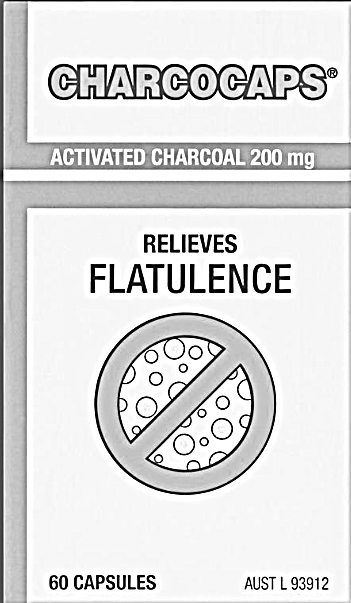 CHARCOCAPS®
ACTIVATED CHARCOAL 200 mg
RELIEVES
FLATULENCE
60 CAPSULES AUST L 93912